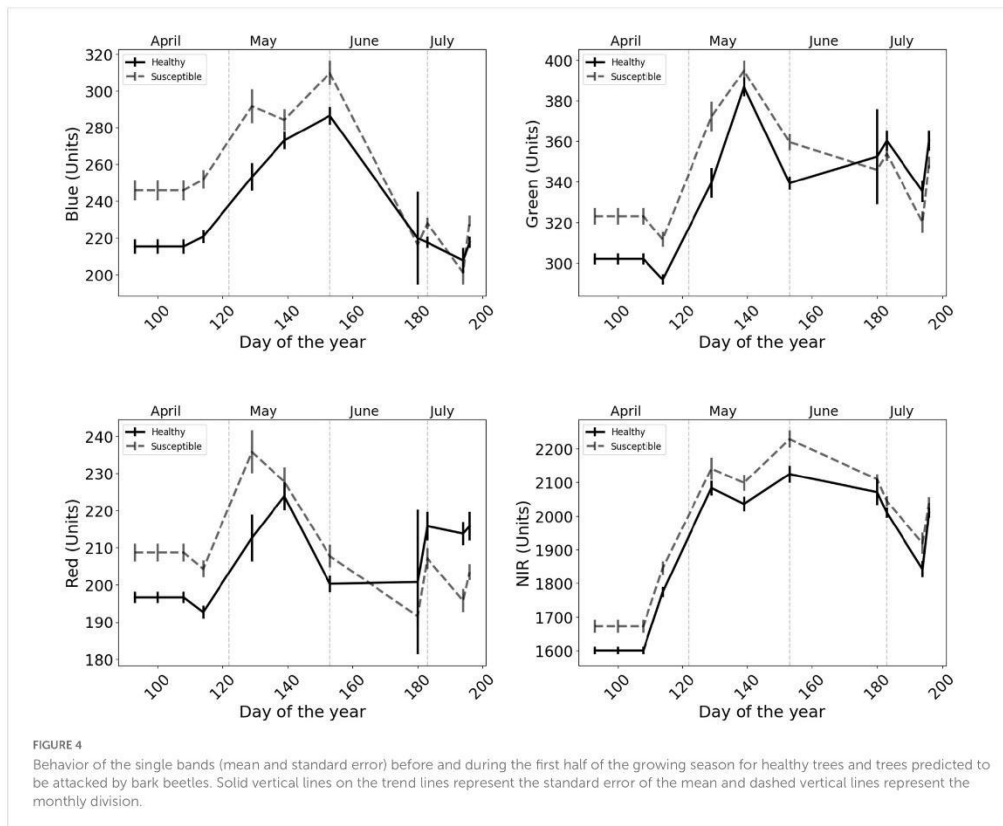 April May June July
320
300
280
260
240
220
200
Blue (Units)
Healthy
Susceptible
100 120 140 160 180 200
Day of the year
April May June July
400
380
360
340
320
300
Green (Units)
Healthy
Susceptible
100 120 140 160 180 200
Day of the year
April May June July
240
230
220
210
200
190
180
Red (Units)
Healthy
Susceptible
100 120 140 160 180 200
Day of the year
April May June July
2200
2100
2000
1900
1800
1700
1600
NIR (Units)
Healthy
Susceptible
100 120 140 160 180 200
Day of the year
FIGURE 4
Behavior of the single bands (mean and standard error) before and during the first half of the growing season for healthy trees and trees predicted to
be attacked by bark beetles. Solid vertical lines on the trend lines represent the standard error of the mean and dashed vertical lines represent the
monthly division.